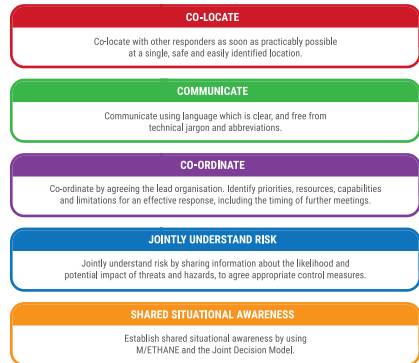 CO-LOCATE
Co-locate with other responders as soon as practicably possible
at a single, safe and easily identified location.
COMMUNICATE
Communicate using language which is clear, and free from
technical jargon and abbreviations.
CO-ORDINATE
Co-ordinate by agreeing the lead organisation. Identify priorities, resources, capabilities
and limitations for an effective response, including the timing of further meetings.
JOINTLY UNDERSTAND RISK
Jointly understand risk by sharing information about the likelihood and
potential impact of threats and hazards, to agree appropriate control measures.
SHARED SITUATIONAL AWARENESS
Establish shared situational awareness by using
M/ETHANE and the Joint Decision Model.